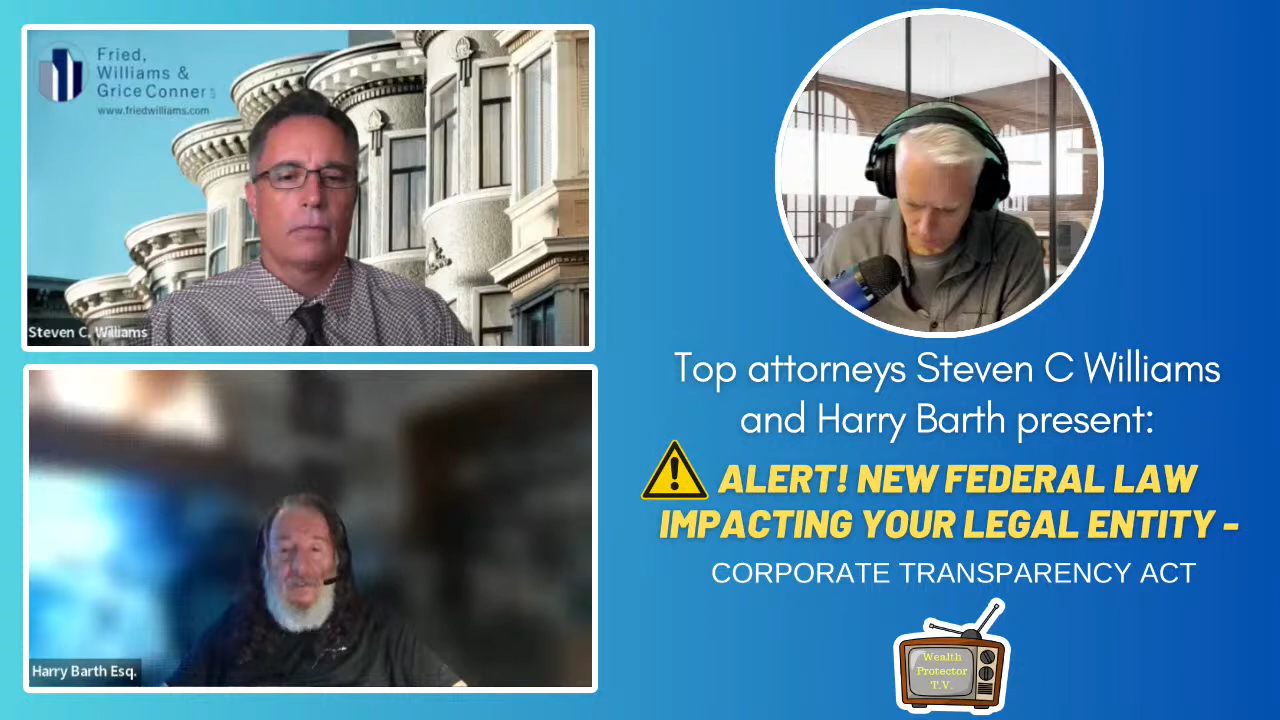 Fried,
Williams &
Grice Conner
www.friedwilliams.com
Steven C. Williams
Harry Barth Esq.
Top attorneys Steven C Williams
and Harry Barth present:
ALERT! NEW FEDERAL LAW
IMPACTING YOUR LEGAL ENTITY -
CORPORATE TRANSPARENCY ACT
Wealth
Protector
T.V.